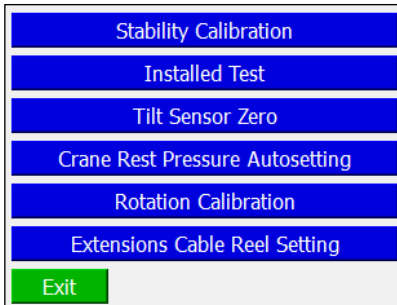 Stability Calibration
Installed Test
Tilt Sensor Zero
Crane Rest Pressure Autosetting
Rotation Calibration
Extensions Cable Reel Setting
Exit